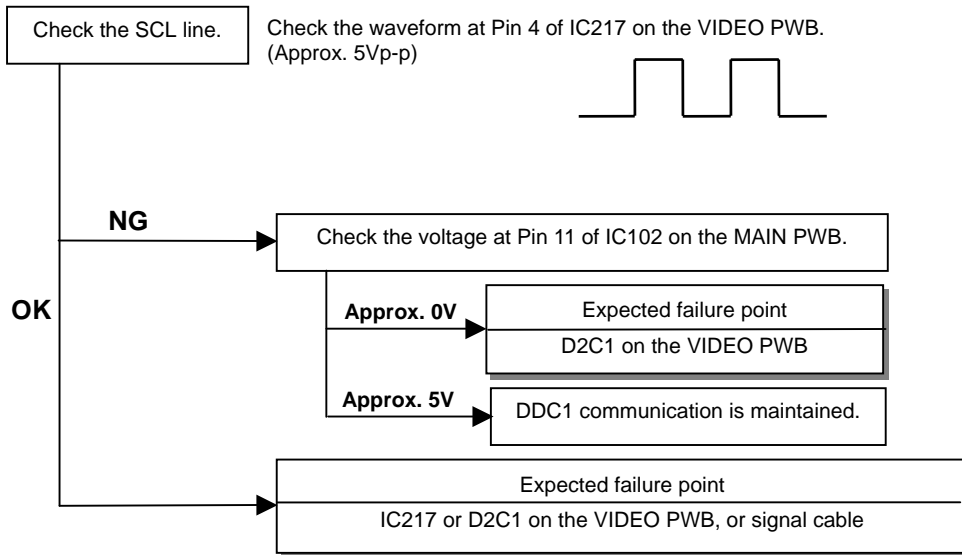 Check the SCL line.
Check the waveform at Pin 4 of IC217 on the VIDEO PWB.
(Approx. 5Vp-p)
NG
Check the voltage at Pin 11 of IC102 on the MAIN PWB.
OK
Approx. 0V
Expected failure point
D2C1 on the VIDEO PWB
Approx. 5V
DDC1 communication is maintained.
Expected failure point
IC217 or D2C1 on the VIDEO PWB, or signal cable